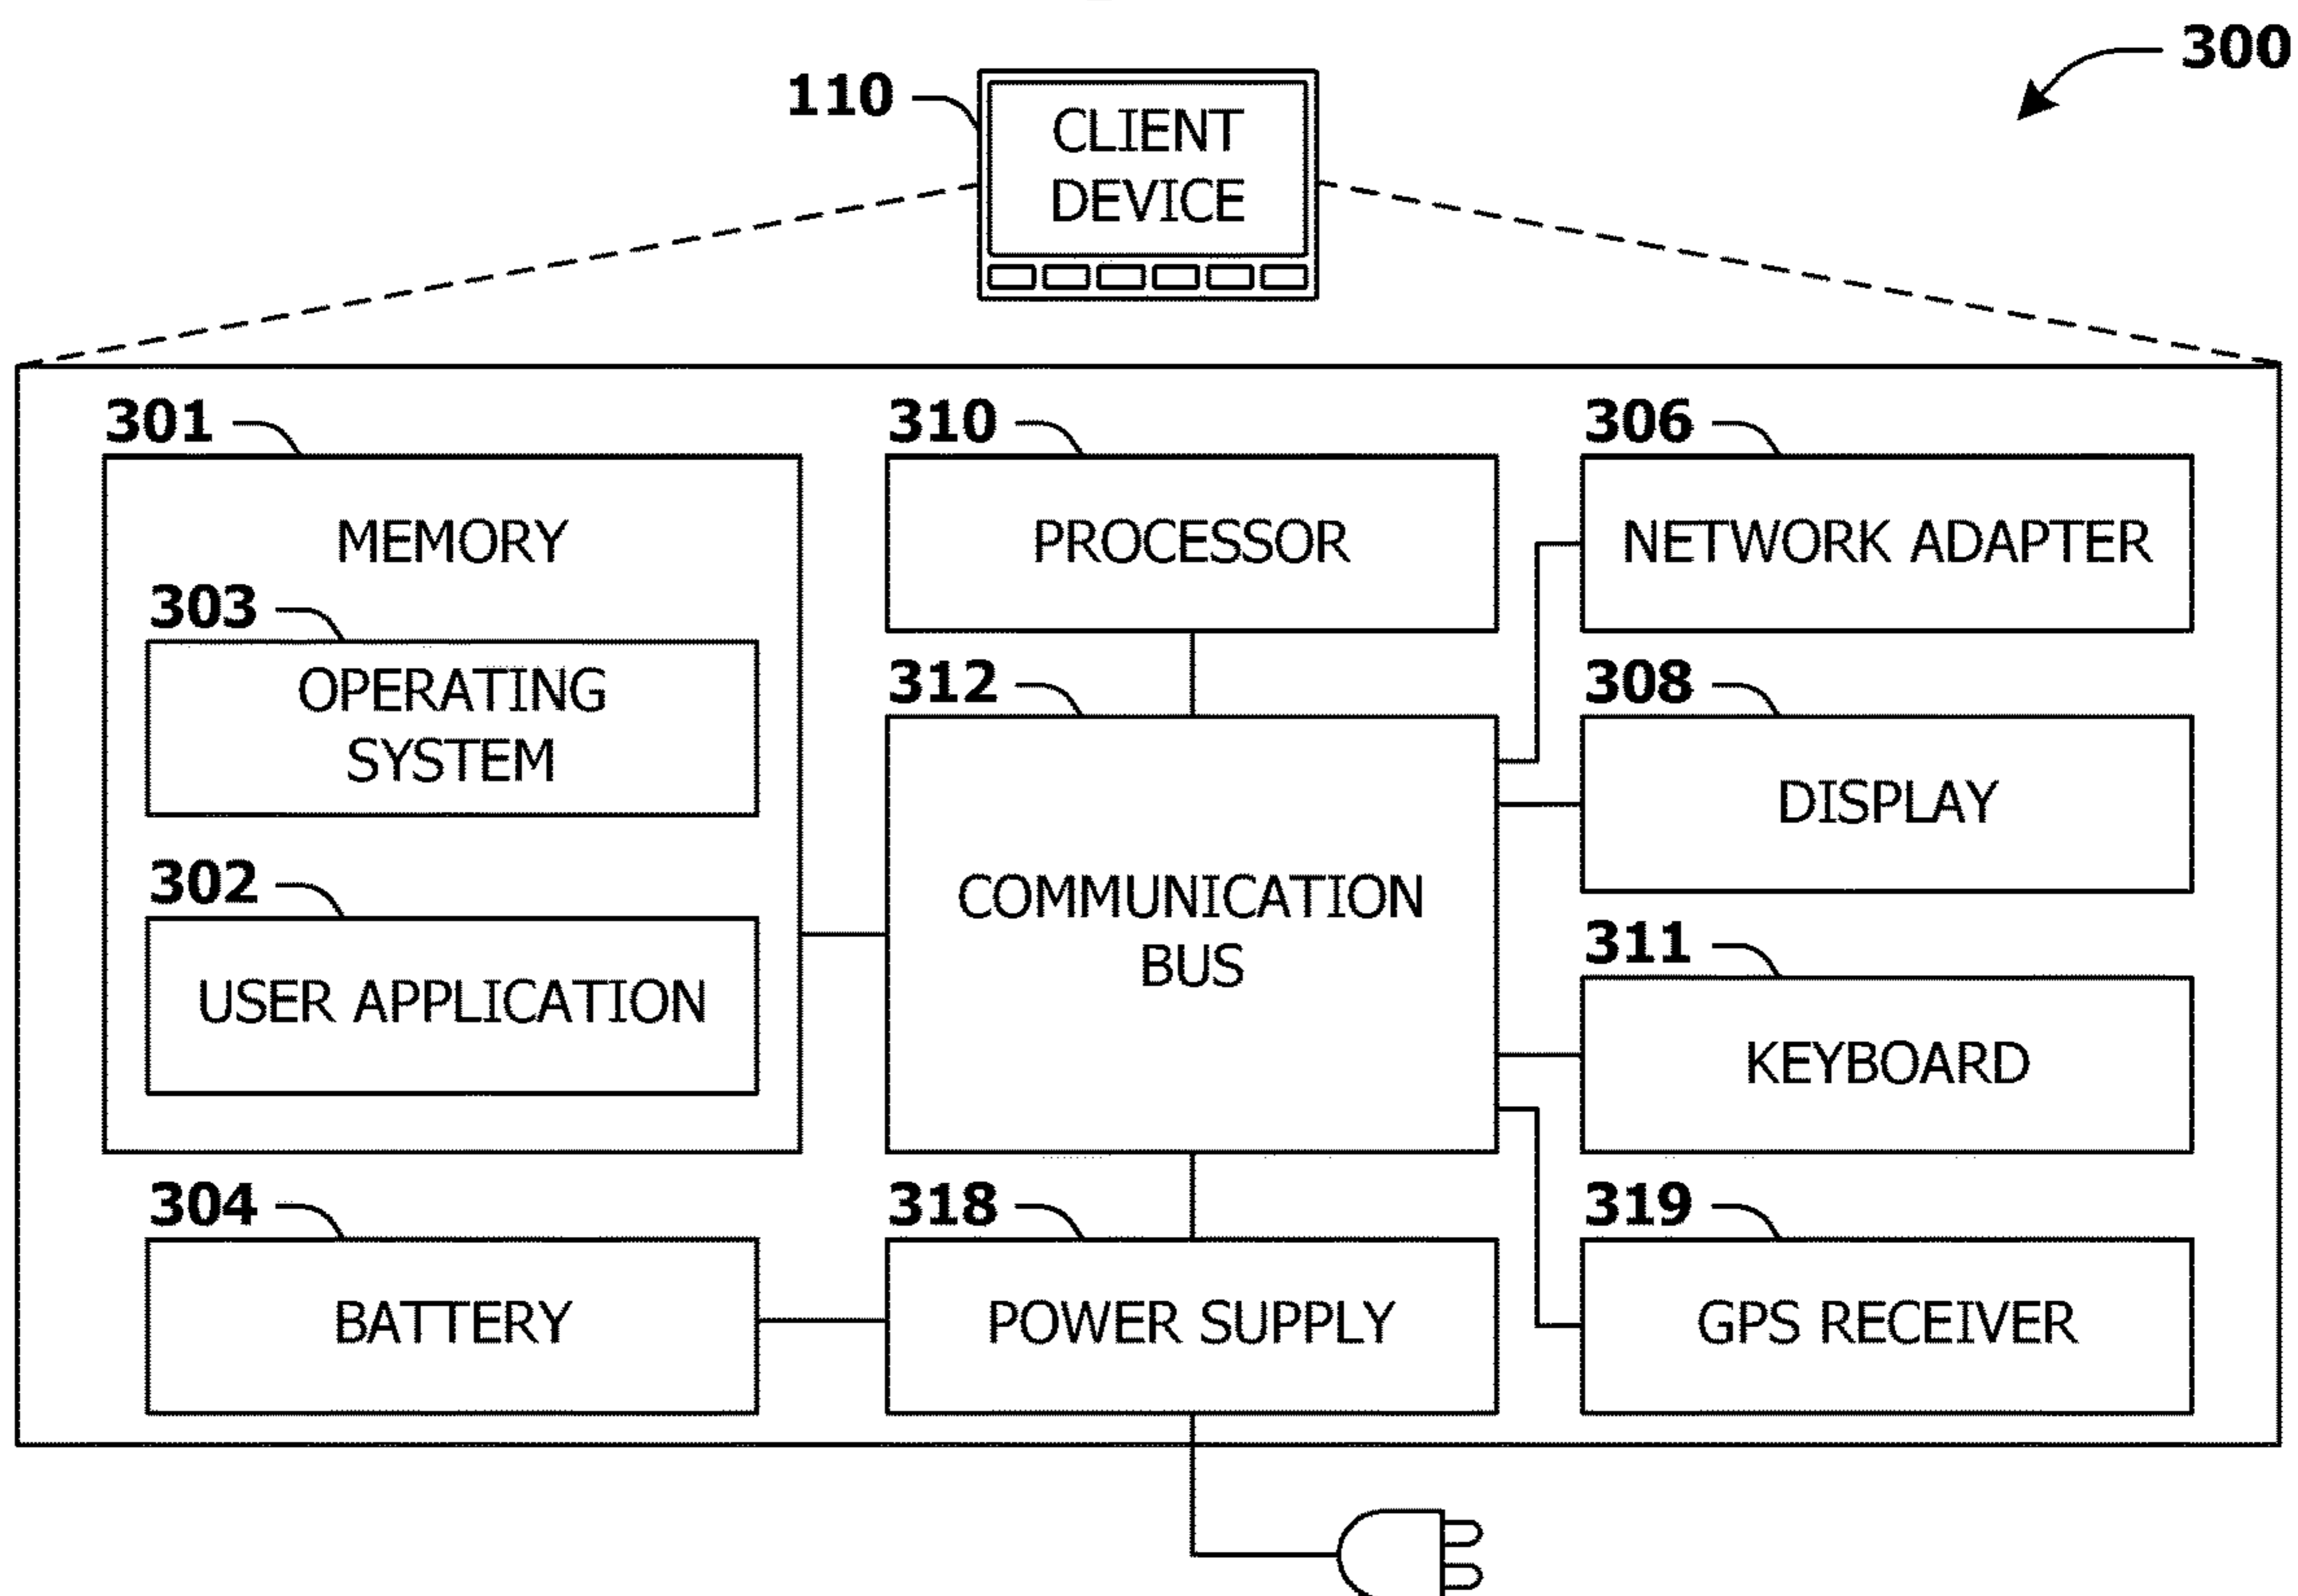 300
110
CLIENT
DEVICE
301
310
306
MEMORY
PROCESSOR
NETWORK ADAPTER
303
OPERATING
SYSTEM
312
308
COMMUNICATION
BUS
DISPLAY
302
USER APPLICATION
311
KEYBOARD
304
318
319
BATTERY
POWER SUPPLY
GPS RECEIVER